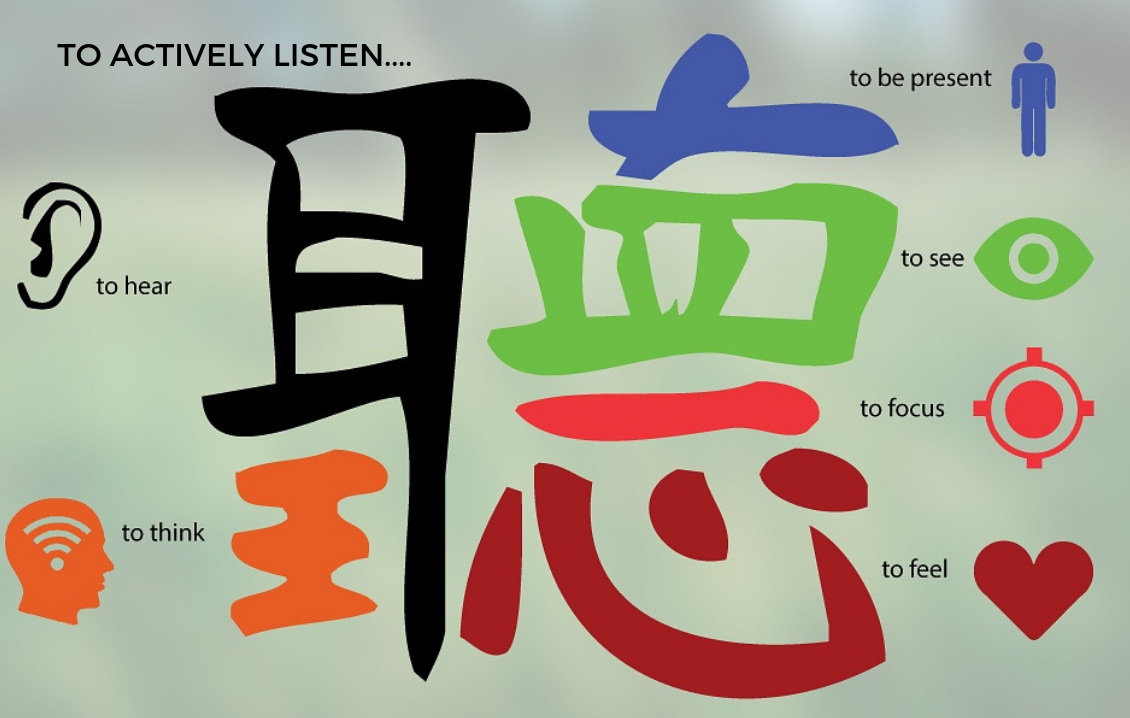 TO ACTIVELY LISTEN....
聽
to be present
to hear
to see
to focus
to think
to feel